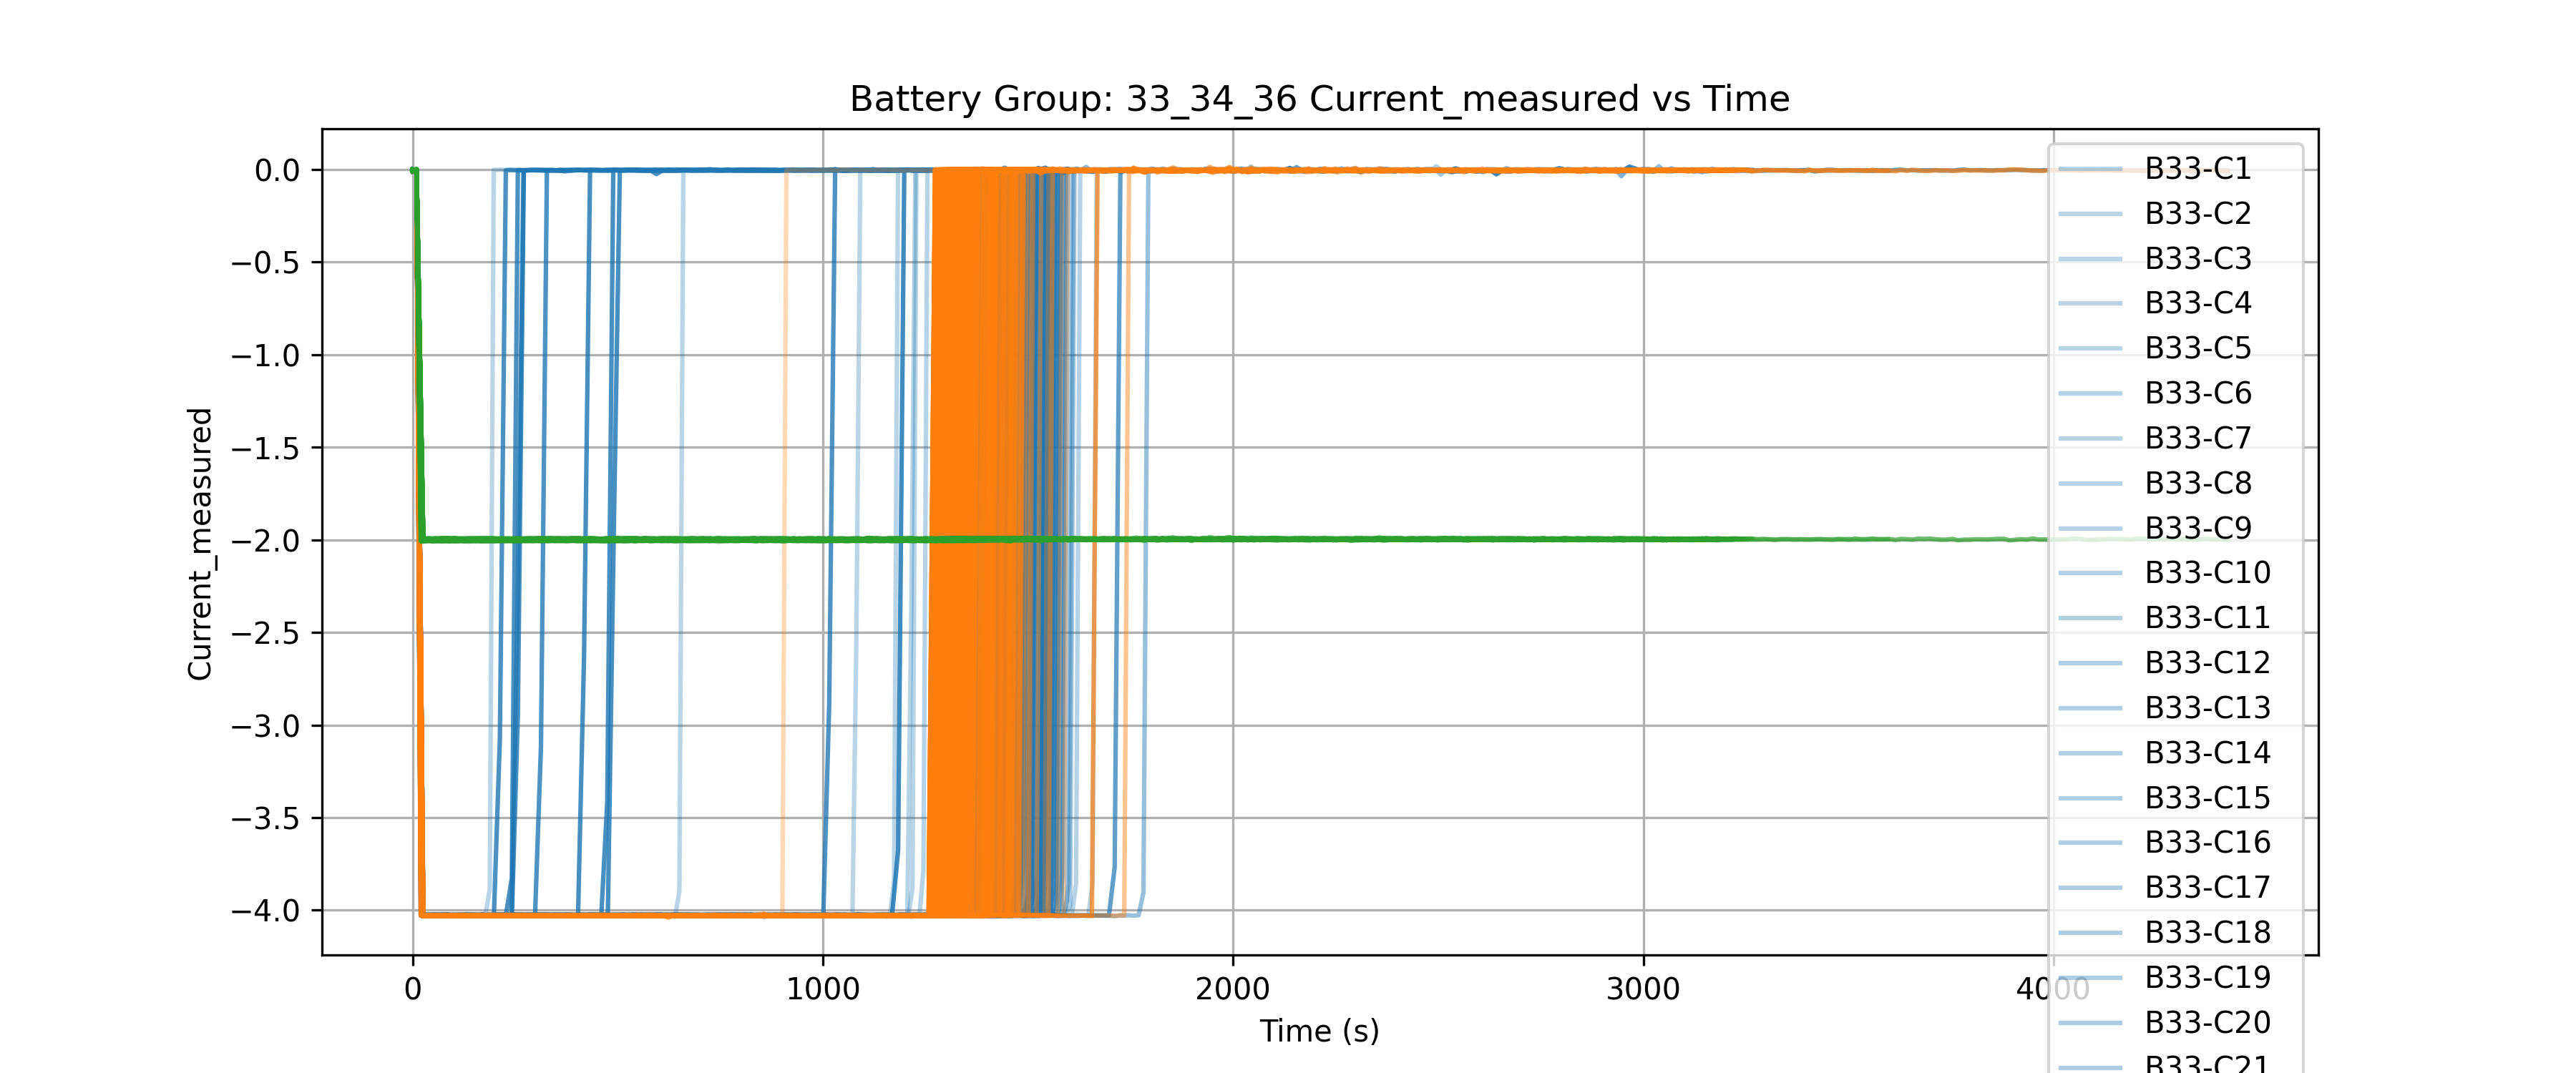 Battery Group: 33_34_36 Current_measured vs Time
Current_measured
0.0
−0.5
−1.0
−1.5
−2.0
−2.5
−3.0
−3.5
−4.0
0
1000
2000
3000
4000
Time (s)
B33-C1
B33-C2
B33-C3
B33-C4
B33-C5
B33-C6
B33-C7
B33-C8
B33-C9
B33-C10
B33-C11
B33-C12
B33-C13
B33-C14
B33-C15
B33-C16
B33-C17
B33-C18
B33-C19
B33-C20
B33-C21